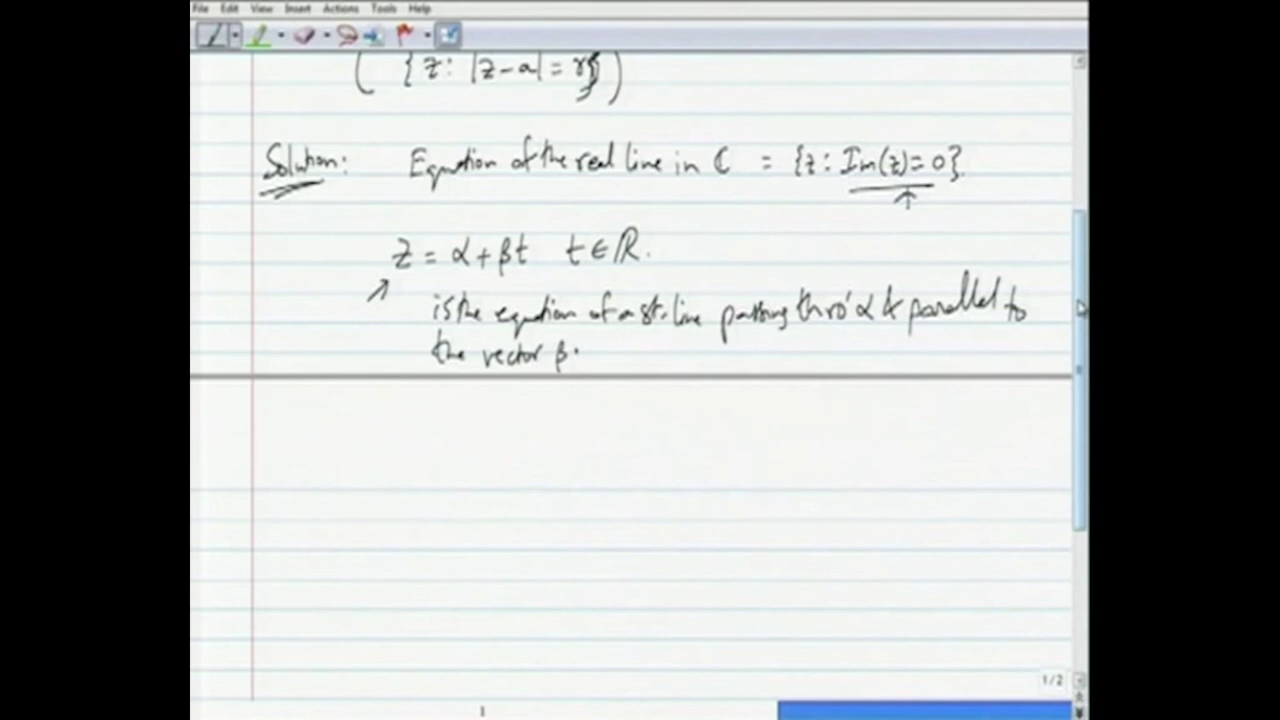 File Edit View Insert Actions Tools Help
( { z : |z - a| = r } )
Solution: Equation of the real line in ℂ = {z : Im(z) = 0}.
z = α + βt t ∈ ℝ.
is the equation of a st. line passing thro' α & parallel to
the vector β.
1/2
1